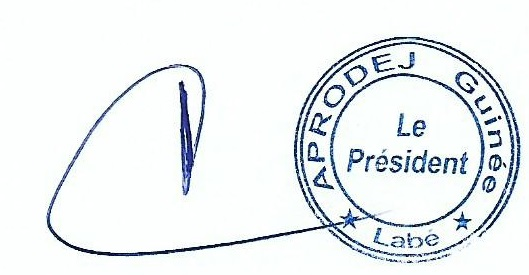 APRODEJ Guinée
Le
Président
Labé